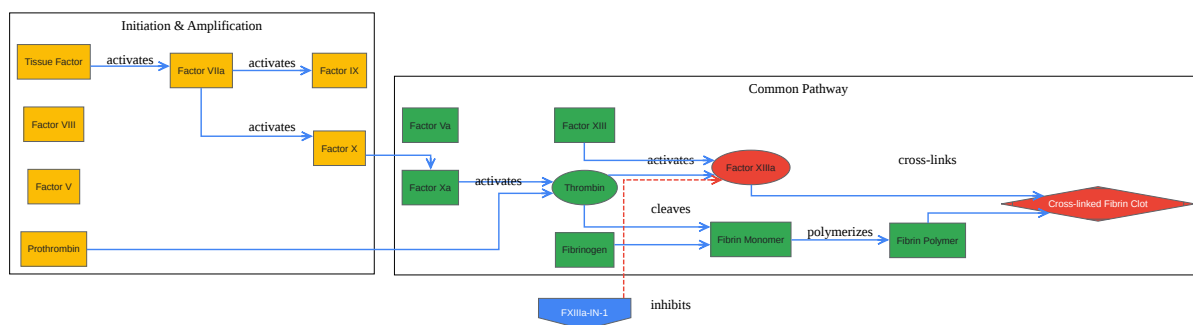 Initiation & Amplification
Tissue Factor
activates
Factor VIIa
activates
Factor IX
Factor VIII
activates
Factor X
Factor V
Prothrombin
Common Pathway
Factor Va
Factor XIII
activates
Factor XIIIa
cross-links
Factor Xa
activates
Thrombin
cleaves
Cross-linked Fibrin Clot
Fibrinogen
Fibrin Monomer
polymerizes
Fibrin Polymer
FXIIIa-IN-1
inhibits